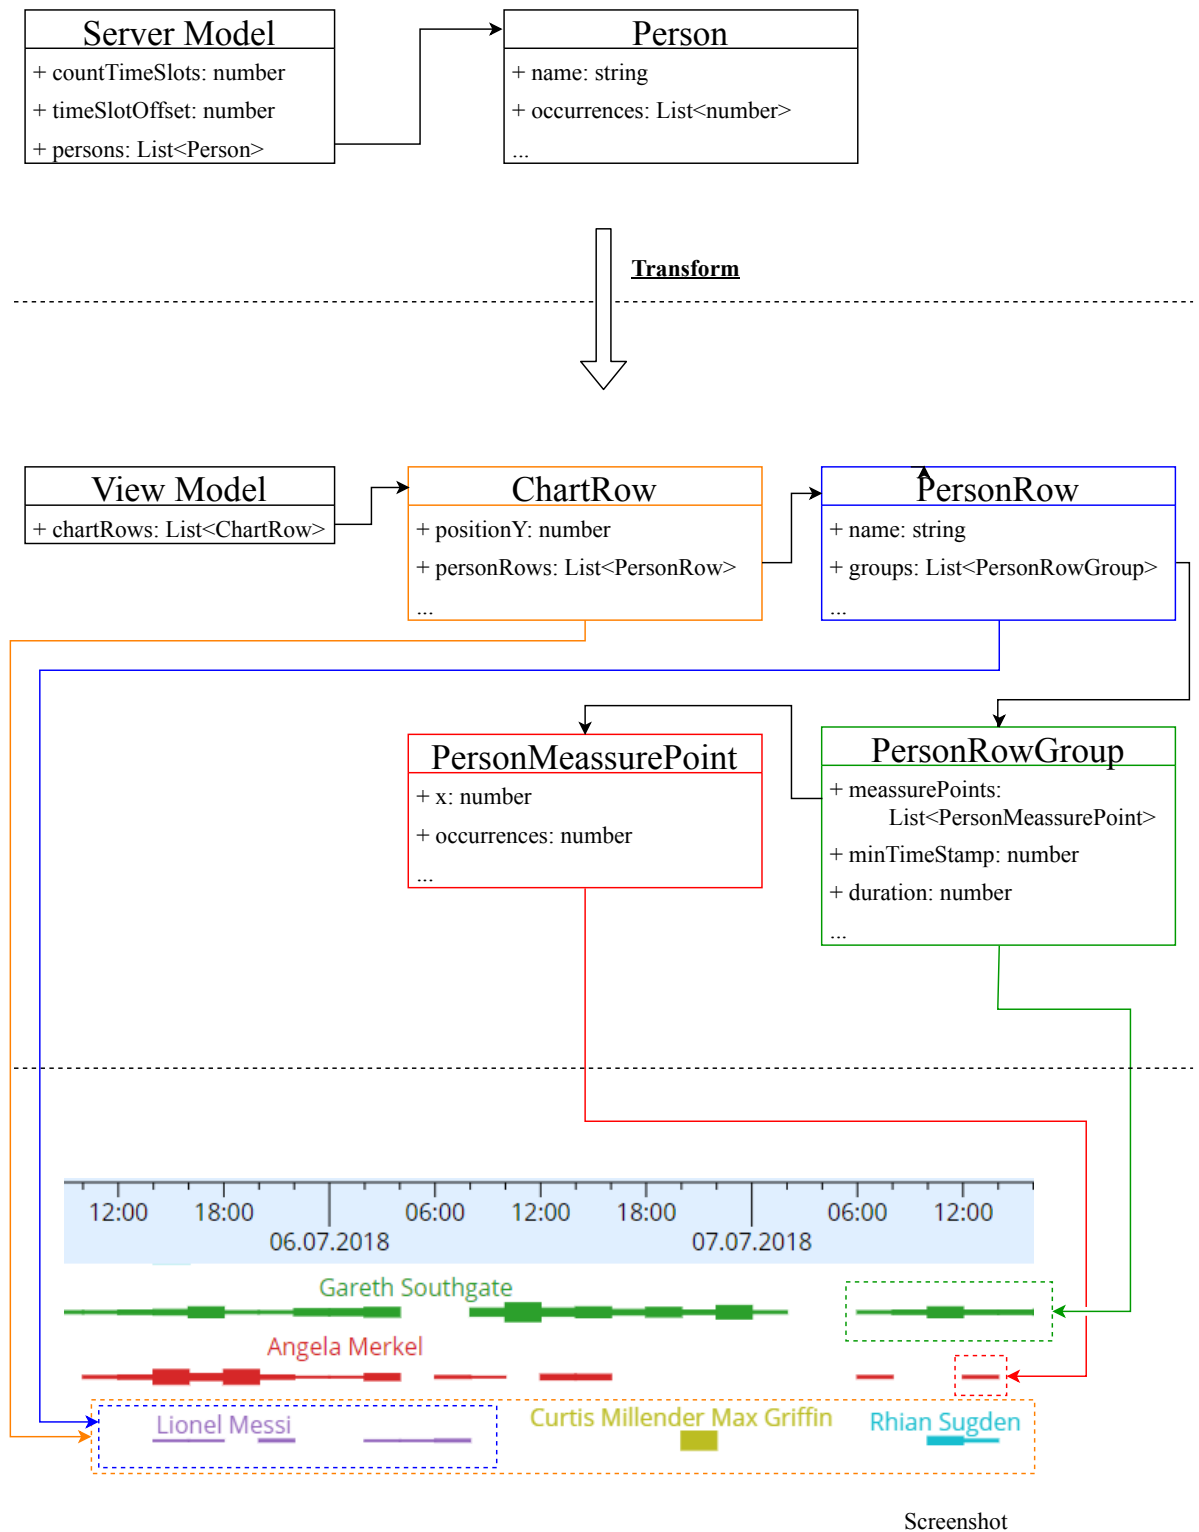 Server Model
+ countTimeSlots: number
+ timeSlotOffset: number
+ persons: List<Person>
Person
+ name: string
+ occurrences: List<number>
...
Transform
View Model
+ chartRows: List<ChartRow>
ChartRow
+ positionY: number
+ personRows: List<PersonRow>
...
PersonRow
+ name: string
+ groups: List<PersonRowGroup>
...
PersonMeassurePoint
+ x: number
+ occurrences: number
...
PersonRowGroup
+ meassurePoints:
List<PersonMeassurePoint>
+ minTimeStamp: number
+ duration: number
...
12:00 18:00 06:00 12:00 18:00 06:00 12:00
06.07.2018 07.07.2018
Gareth Southgate
Angela Merkel
Lionel Messi Curtis Millender Max Griffin Rhian Sugden
Screenshot